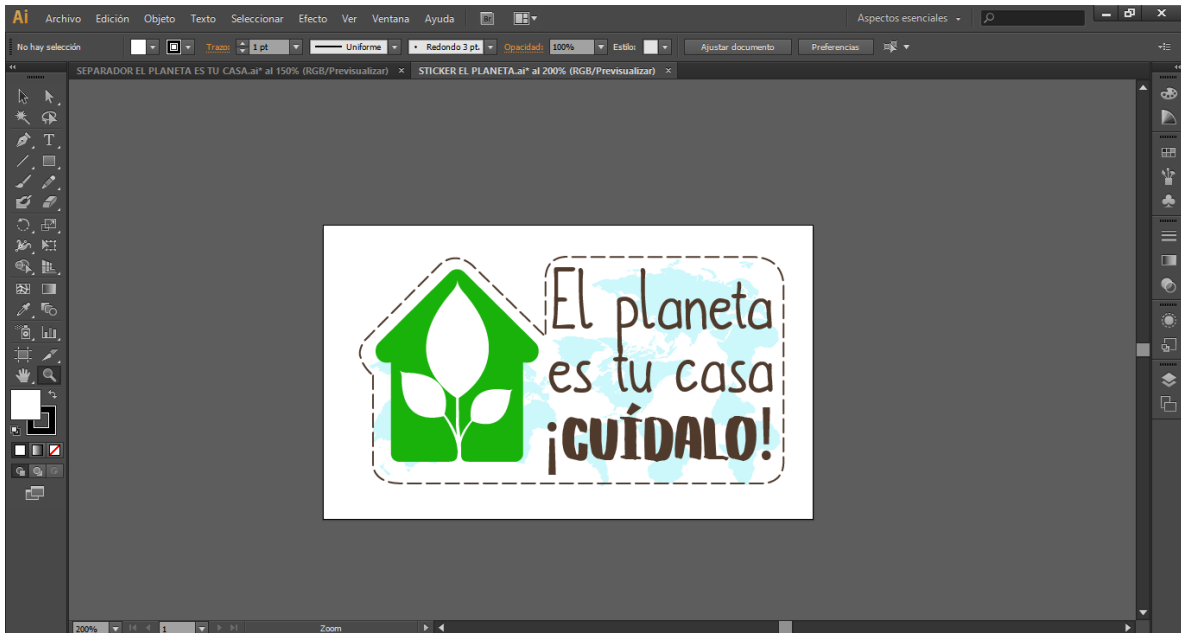 Ai Archivo Edición Objeto Texto Seleccionar Efecto Ver Ventana Ayuda Br Aspectos esenciales
No hay selección Trazo: 1 pt Uniforme Redondo 3 pt. Opacidad: 100% Estilo: Ajustar documento Preferencias
SEPARADOR EL PLANETA ES TU CASA.ai* al 150% (RGB/Previsualizar) × STICKER EL PLANETA.ai* al 200% (RGB/Previsualizar) ×
El planeta
es tu casa
¡CUÍDALO!
200% 1 Zoom